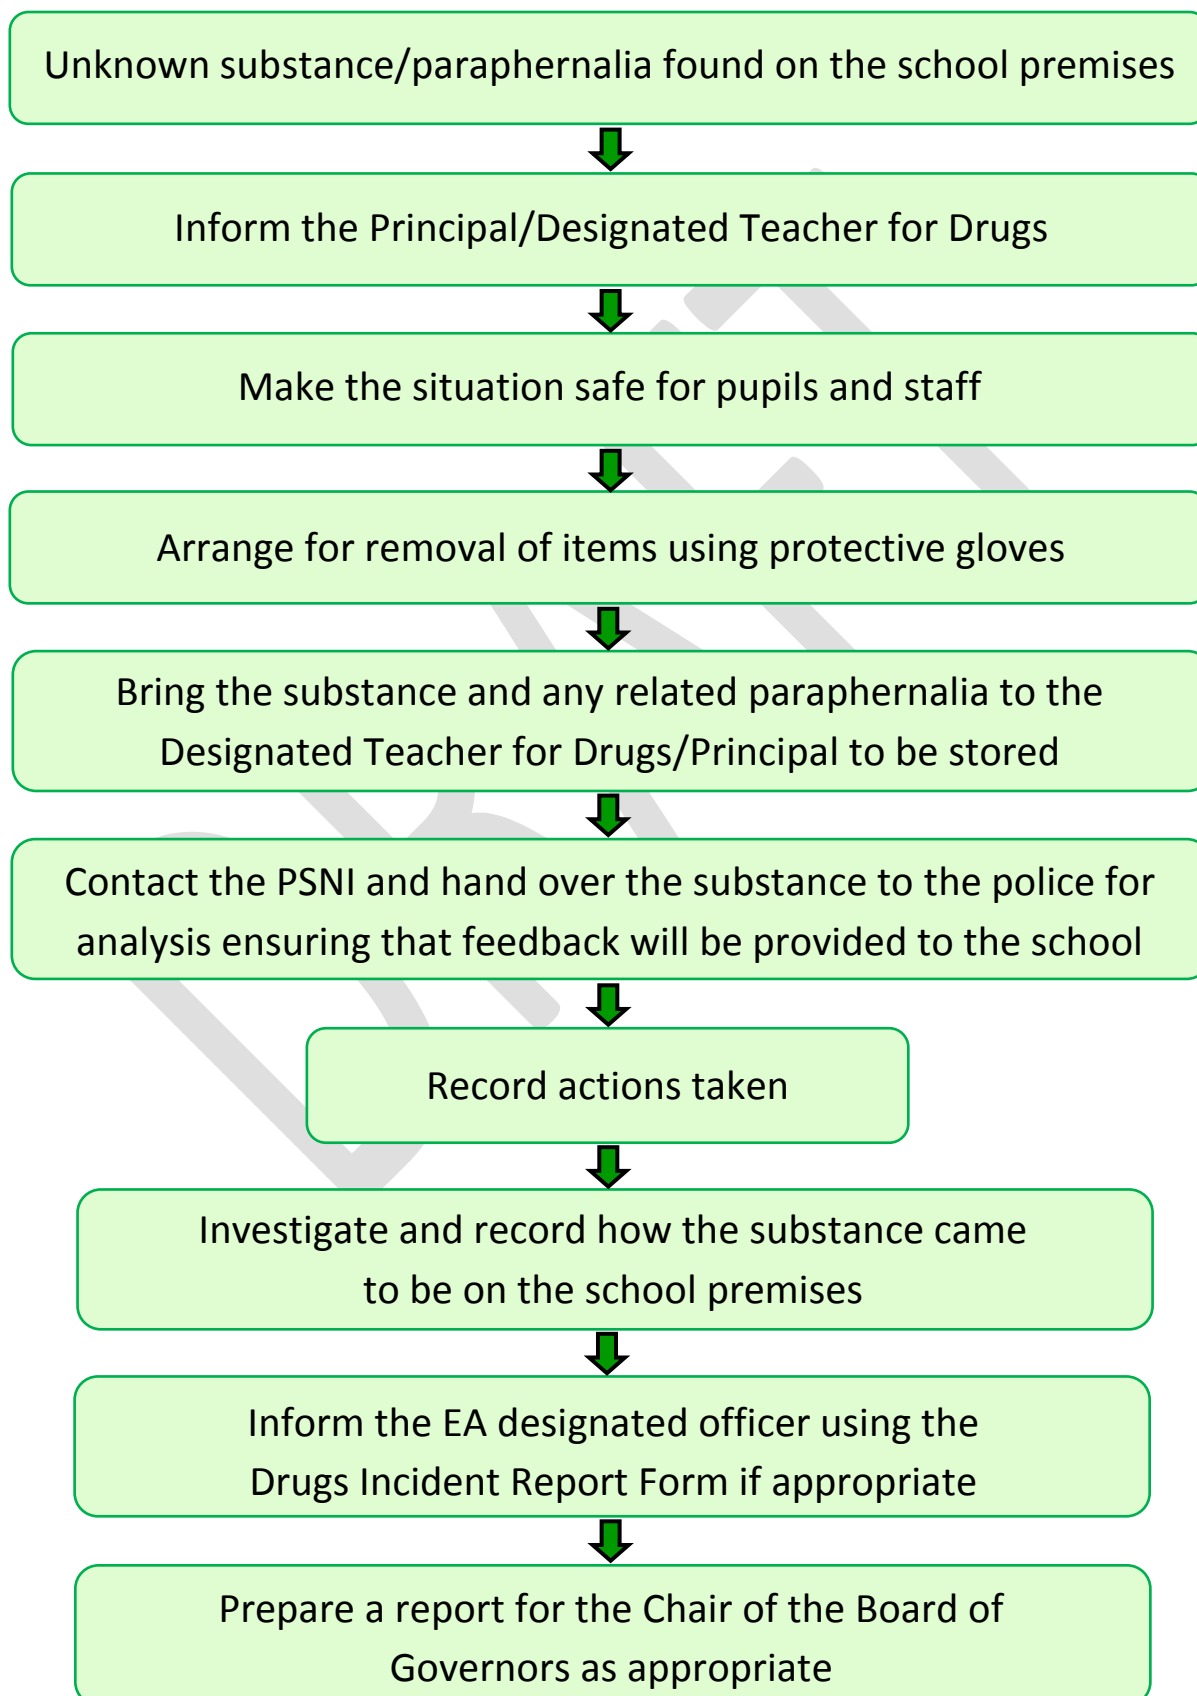 Unknown substance/paraphernalia found on the school premises
Inform the Principal/Designated Teacher for Drugs
Make the situation safe for pupils and staff
Arrange for removal of items using protective gloves
Bring the substance and any related paraphernalia to the
Designated Teacher for Drugs/Principal to be stored
Contact the PSNI and hand over the substance to the police for
analysis ensuring that feedback will be provided to the school
Record actions taken
Investigate and record how the substance came
to be on the school premises
Inform the EA designated officer using the
Drugs Incident Report Form if appropriate
Prepare a report for the Chair of the Board of
Governors as appropriate
DRAFT